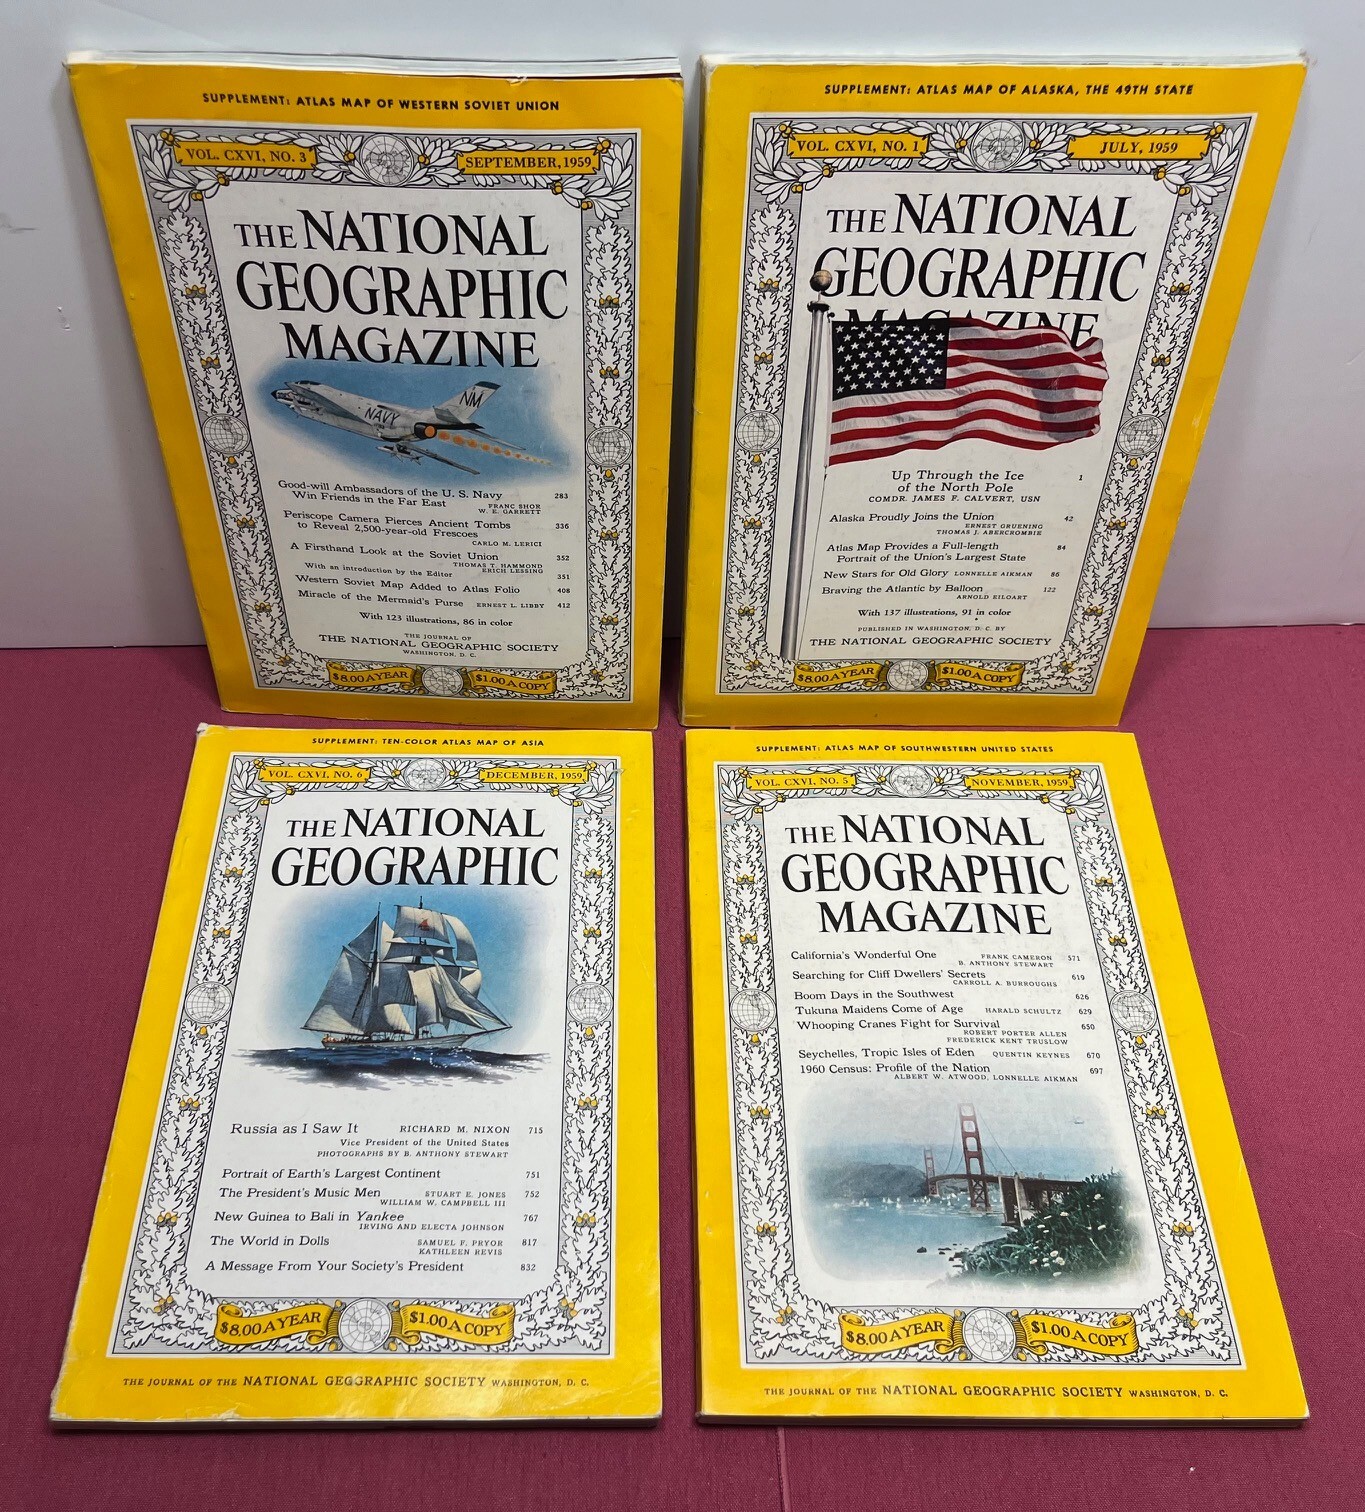 SUPPLEMENT: ATLAS MAP OF WESTERN SOVIET UNION
VOL. CXVI, NO. 3
SEPTEMBER, 1959
THE NATIONAL
GEOGRAPHIC
MAGAZINE
NM
NAVY
Good-will Ambassadors of the U. S. Navy
Win Friends in the Far East 283
FRANC SHOR
W. E. GARRETT
Periscope Camera Pierces Ancient Tombs 336
to Reveal 2,500-year-old Frescoes
CARLO M. LERICI
A Firsthand Look at the Soviet Union 352
THOMAS T. HAMMOND
ERICH LESSING
With an introduction by the Editor 351
Western Soviet Map Added to Atlas Folio 408
Miracle of the Mermaid's Purse ERNEST L. LIBBY 412
With 123 illustrations, 86 in color
THE JOURNAL OF
THE NATIONAL GEOGRAPHIC SOCIETY
WASHINGTON, D. C.
$8.00 A YEAR
$1.00 A COPY
SUPPLEMENT: ATLAS MAP OF ALASKA, THE 49TH STATE
VOL. CXVI, NO. 1
JULY, 1959
THE NATIONAL
GEOGRAPHIC
MAGAZINE
Up Through the Ice 1
of the North Pole
COMDR. JAMES F. CALVERT, USN
Alaska Proudly Joins the Union 42
ERNEST GRUENING
THOMAS J. ABERCROMBIE
Atlas Map Provides a Full-length 84
Portrait of the Union's Largest State
New Stars for Old Glory LONNELLE AIKMAN 86
Braving the Atlantic by Balloon 122
ARNOLD EILOART
With 137 illustrations, 91 in color
PUBLISHED IN WASHINGTON, D. C. BY
THE NATIONAL GEOGRAPHIC SOCIETY
$8.00 A YEAR
$1.00 A COPY
SUPPLEMENT: TEN-COLOR ATLAS MAP OF ASIA
VOL. CXVI, NO. 6
DECEMBER, 1959
THE NATIONAL
GEOGRAPHIC
Russia as I Saw It RICHARD M. NIXON 715
Vice President of the United States
PHOTOGRAPHS BY B. ANTHONY STEWART
Portrait of Earth's Largest Continent 751
The President's Music Men STUART E. JONES 752
WILLIAM W. CAMPBELL III
New Guinea to Bali in Yankee 767
IRVING AND ELECTA JOHNSON
The World in Dolls SAMUEL F. PRYOR 817
KATHLEEN REVIS
A Message From Your Society's President 832
$8.00 A YEAR
$1.00 A COPY
THE JOURNAL OF THE NATIONAL GEOGRAPHIC SOCIETY WASHINGTON, D. C.
SUPPLEMENT: ATLAS MAP OF SOUTHWESTERN UNITED STATES
VOL. CXVI, NO. 5
NOVEMBER, 1959
THE NATIONAL
GEOGRAPHIC
MAGAZINE
California's Wonderful One FRANK CAMERON 571
B. ANTHONY STEWART
Searching for Cliff Dwellers' Secrets 619
CARROLL A. BURROUGHS
Boom Days in the Southwest 626
Tukuna Maidens Come of Age HARALD SCHULTZ 629
Whooping Cranes Fight for Survival 650
ROBERT PORTER ALLEN
FREDERICK KENT TRUSLOW
Seychelles, Tropic Isles of Eden QUENTIN KEYNES 670
1960 Census: Profile of the Nation 697
ALBERT W. ATWOOD, LONNELLE AIKMAN
$8.00 A YEAR
$1.00 A COPY
THE JOURNAL OF THE NATIONAL GEOGRAPHIC SOCIETY WASHINGTON, D. C.